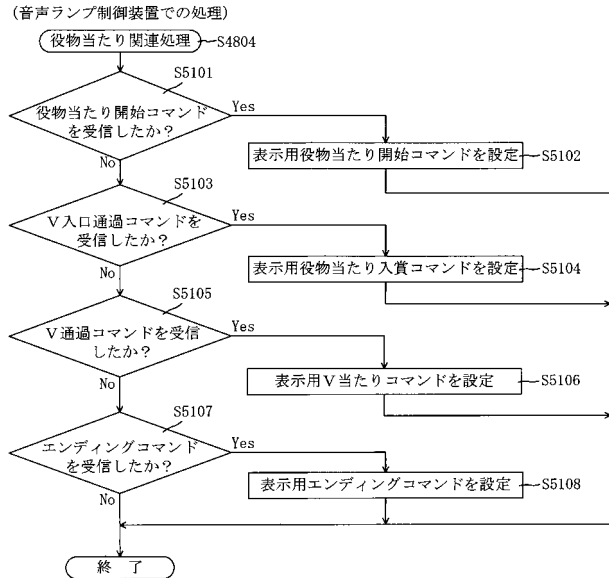 (音声ランプ制御装置での処理)
役物当たり関連処理
S4804
S5101
役物当たり開始コマンド
を受信したか？
Yes
No
表示用役物当たり開始コマンドを設定
S5102
S5103
V入口通過コマンドを
受信したか？
Yes
No
表示用役物当たり入賞コマンドを設定
S5104
S5105
V通過コマンドを受信
したか？
Yes
No
表示用V当たりコマンドを設定
S5106
S5107
エンディングコマンド
を受信したか？
Yes
No
表示用エンディングコマンドを設定
S5108
終了